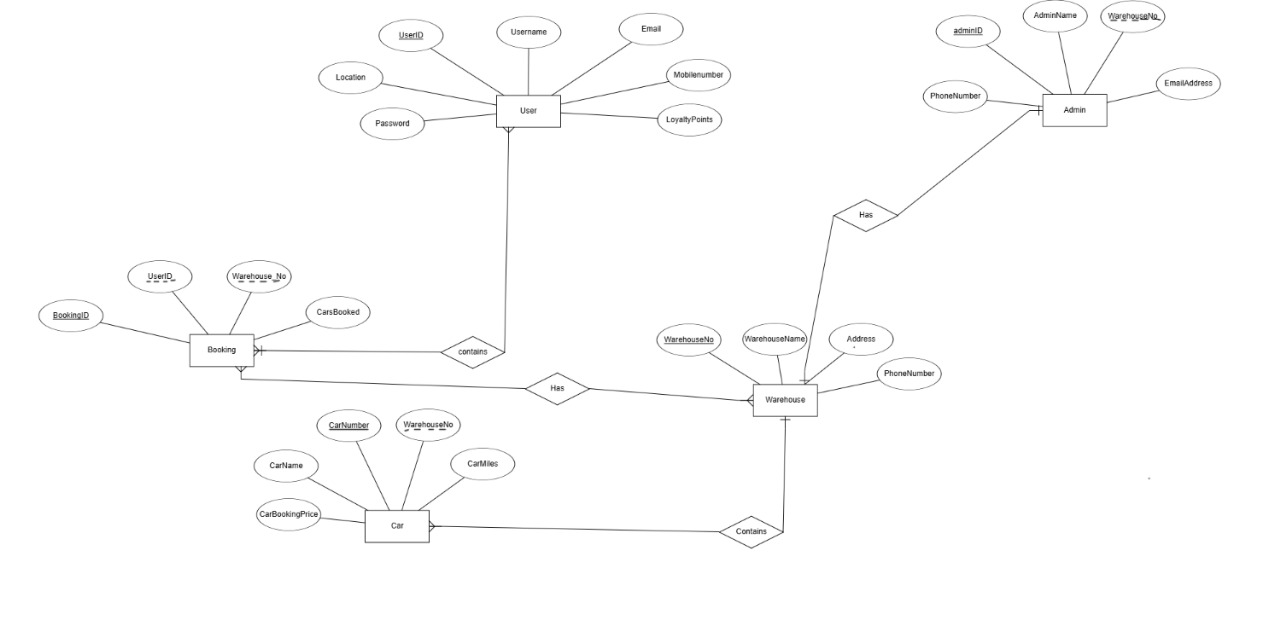 AdminName
WarehouseNo
UserID
Username
Email
adminID
Location
Mobilenumber
EmailAddress
PhoneNumber
User
Admin
Password
LoyaltyPoints
Has
UserID
Warehouse_No
BookingID
CarsBooked
WarehouseNo
WarehouseName
Address
Booking
contains
PhoneNumber
Has
Warehouse
CarNumber
WarehouseNo
CarName
CarMiles
CarBookingPrice
Car
Contains